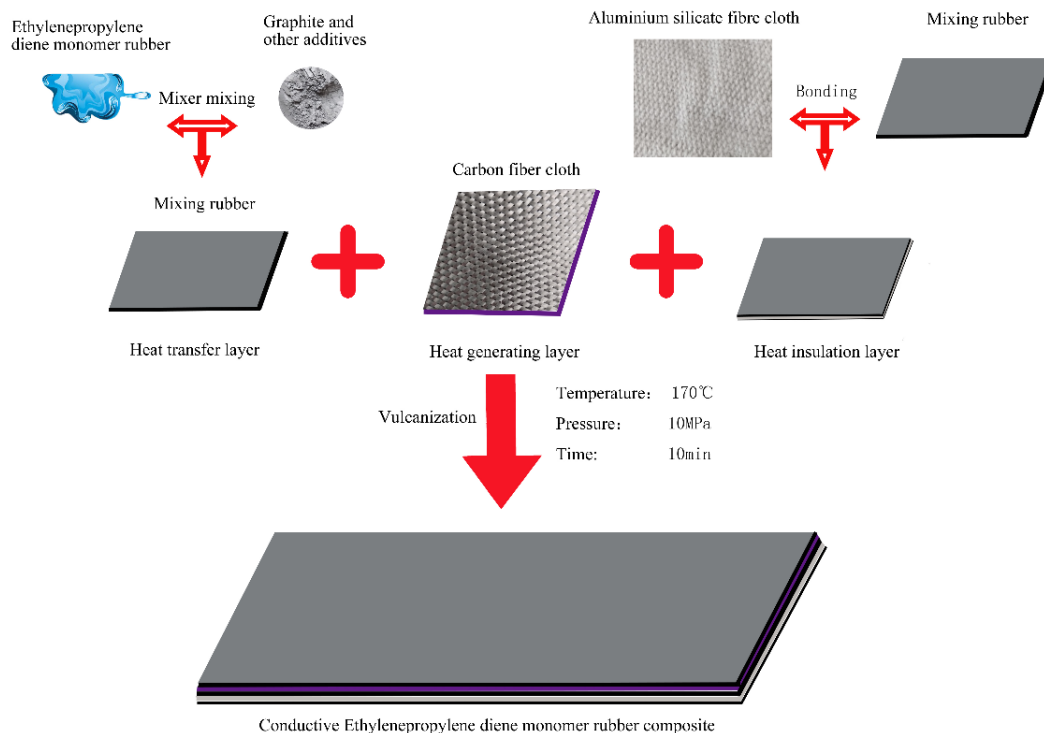 Ethylenepropylene
diene monomer rubber
Graphite and
other additives
Mixer mixing
Aluminium silicate fibre cloth
Mixing rubber
Bonding
Mixing rubber
Carbon fiber cloth
Heat transfer layer
Heat generating layer
Heat insulation layer
Vulcanization
Temperature: 170℃
Pressure: 10MPa
Time: 10min
Conductive Ethylenepropylene diene monomer rubber composite